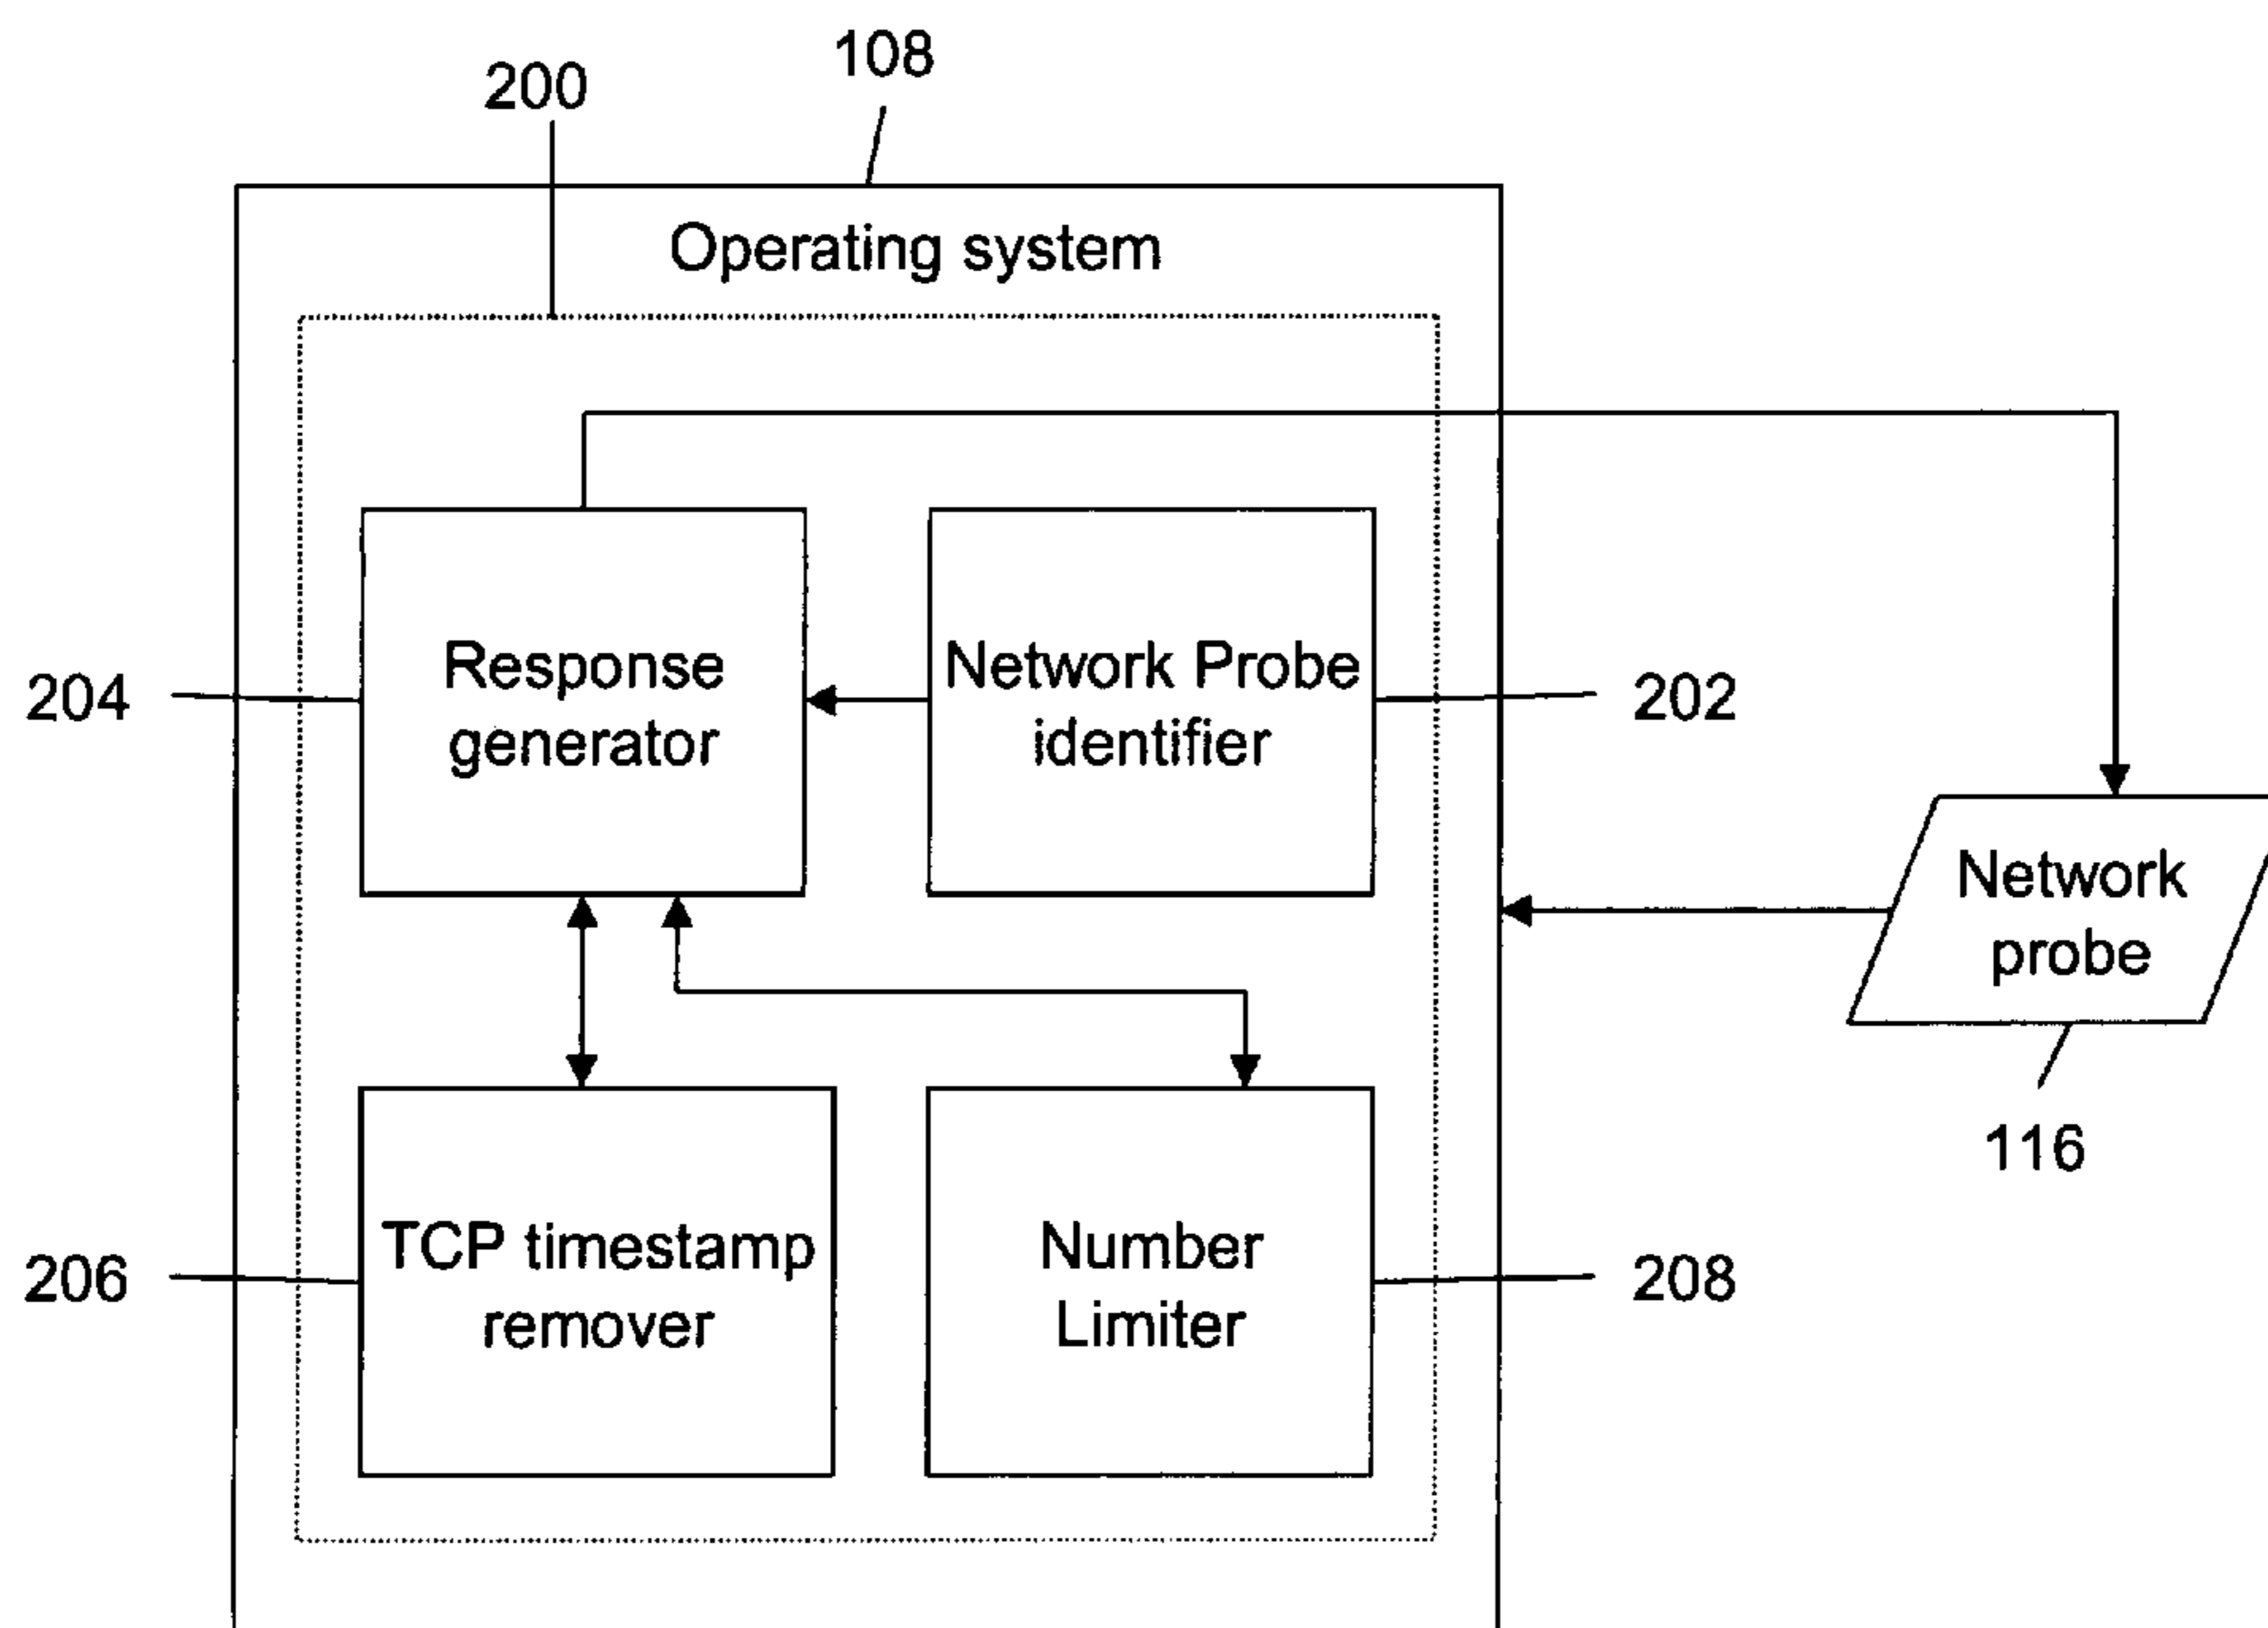 108
200
Operating system
Response
generator
Network Probe
identifier
204
202
Network
probe
116
TCP timestamp
remover
Number
Limiter
206
208